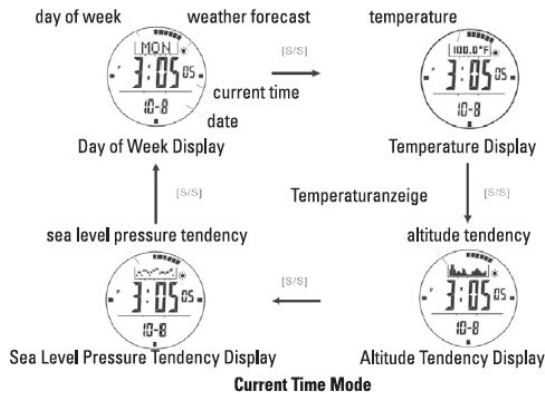 day of week
weather forecast
temperature
MON
P 3:05 05
10-8
[S/S]
100.0°F
P 3:05 05
10-8
current time
date
Day of Week Display
Temperature Display
[S/S]
Temperaturanzeige
[S/S]
sea level pressure tendency
altitude tendency
P 3:05 05
10-8
[S/S]
P 3:05 05
10-8
Sea Level Pressure Tendency Display
Altitude Tendency Display
Current Time Mode